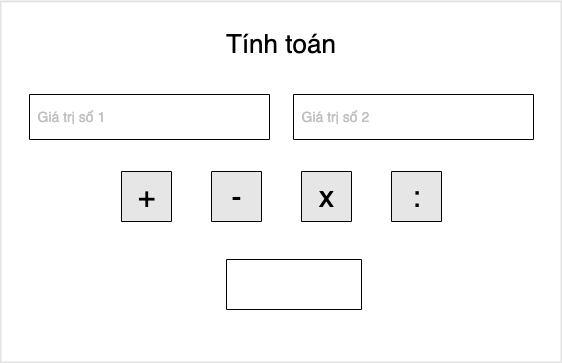 Tính toán
Giá trị số 1 Giá trị số 2
+ - x :